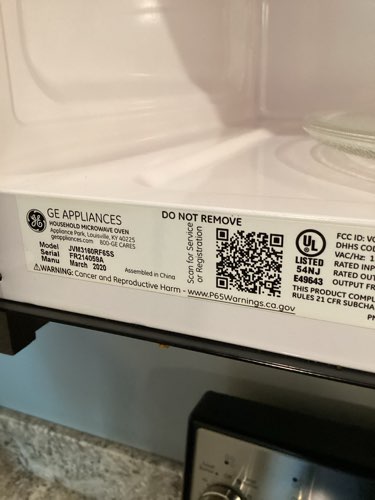 GE APPLIANCES
HOUSEHOLD MICROWAVE OVEN
Appliance Park, Louisville, KY 40225
geappliances.com 800-GE CARES
Model JVM3160RF6SS
Serial FR214059A
Manu March 2020
Assembled in China
⚠WARNING: Cancer and Reproductive Harm - www.P65Warnings.ca.gov
DO NOT REMOVE
Scan for Service
or Registration
UL
LISTED
54NJ
E49643
FCC ID: VG
DHHS COD
VAC/Hz: 1
RATED INP
RATED OUT
OUTPUT FR
THIS PRODUCT COMPL
RULES 21 CFR SUBCHA